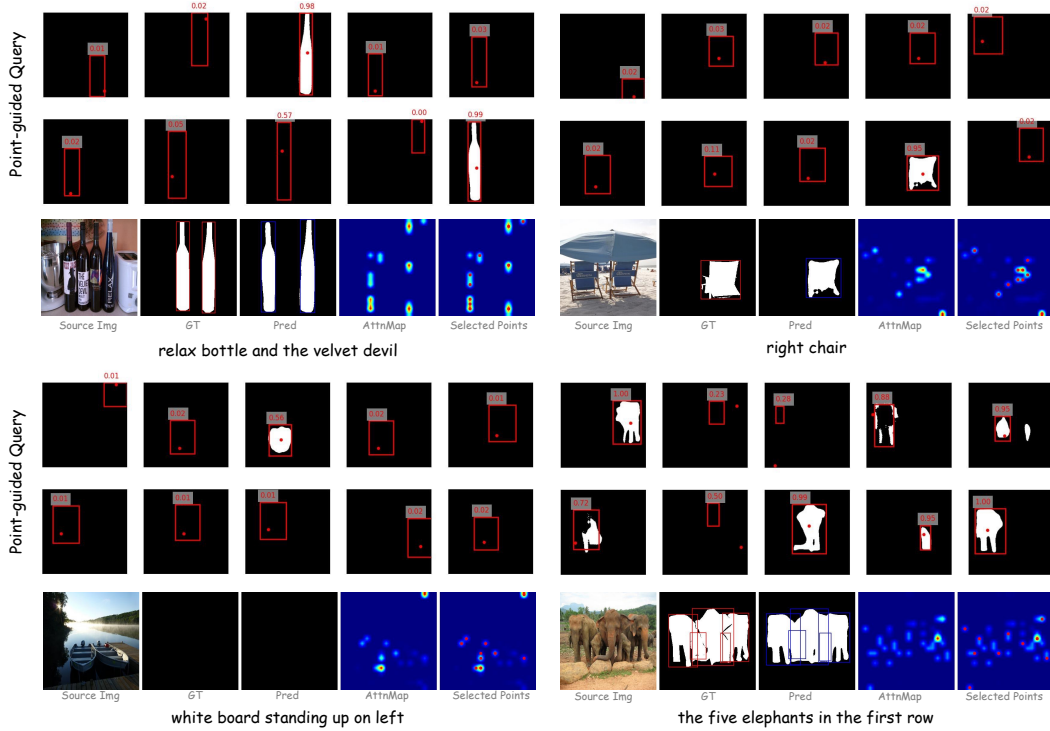 Point-guided Query
0.01
0.02
0.98
0.01
0.03
0.02
0.05
0.57
0.00
0.99
RELAX
Source Img
GT
Pred
AttnMap
Selected Points
relax bottle and the velvet devil
0.02
0.03
0.02
0.02
0.02
0.02
0.11
0.02
0.95
0.02
Source Img
GT
Pred
AttnMap
Selected Points
right chair
Point-guided Query
0.01
0.02
0.56
0.02
0.01
0.01
0.01
0.01
0.02
0.02
Source Img
GT
Pred
AttnMap
Selected Points
white board standing up on left
1.00
0.23
0.28
0.88
0.95
0.72
0.50
0.99
0.95
1.00
Source Img
GT
Pred
AttnMap
Selected Points
the five elephants in the first row